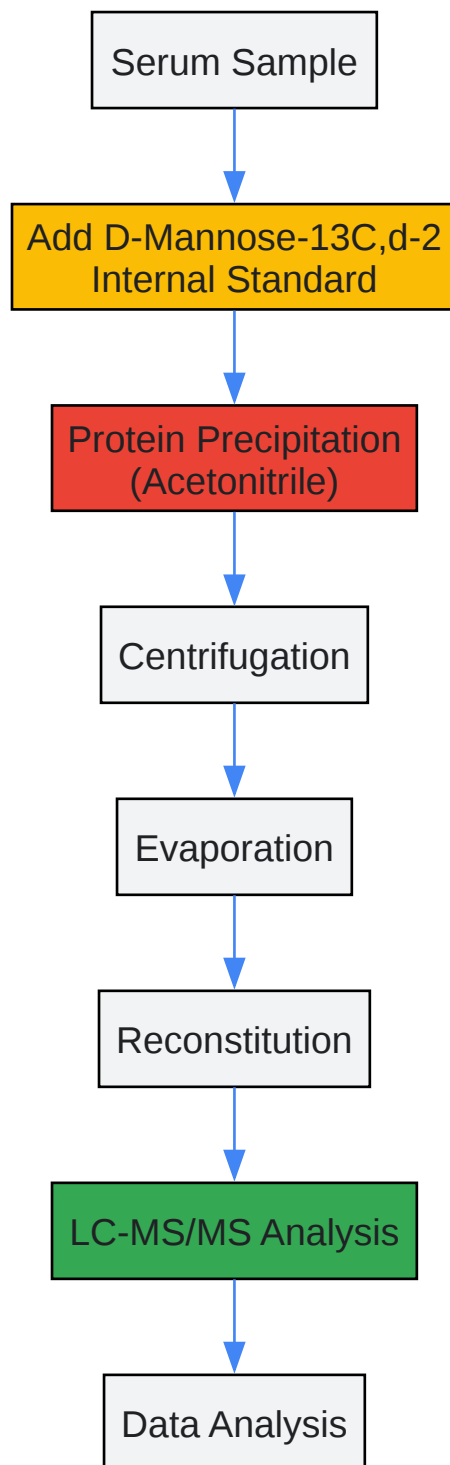 Serum Sample
Add D-Mannose-13C,d-2
Internal Standard
Protein Precipitation
(Acetonitrile)
Centrifugation
Evaporation
Reconstitution
LC-MS/MS Analysis
Data Analysis